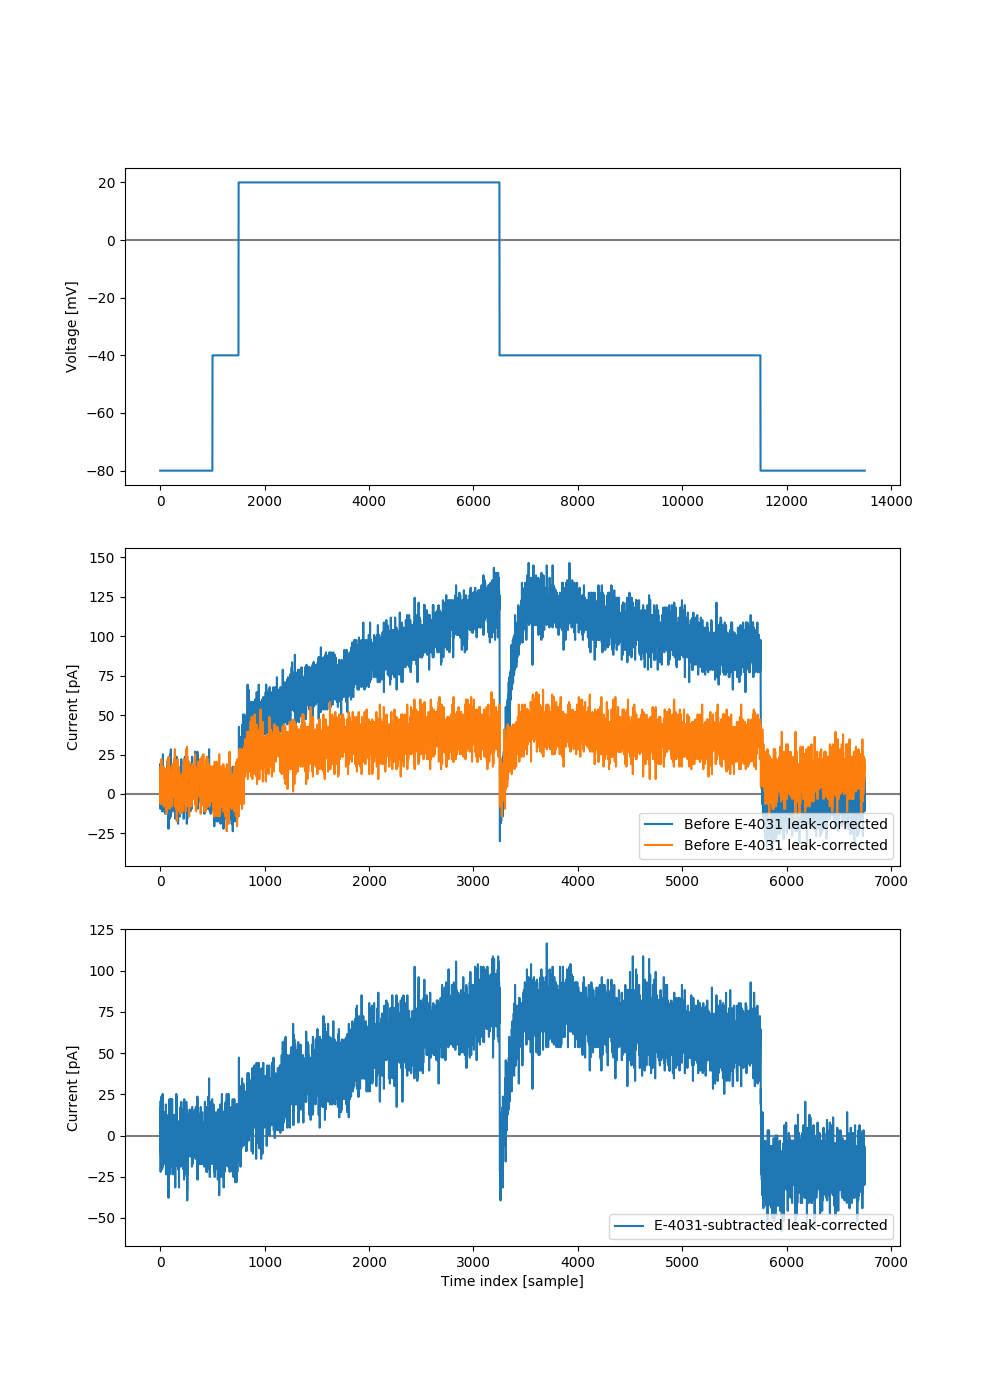 20
0
−20
−40
−60
−80
Voltage [mV]
0 2000 4000 6000 8000 10000 12000 14000
150
125
100
75
50
25
0
−25
Current [pA]
Before E-4031 leak-corrected
Before E-4031 leak-corrected
0 1000 2000 3000 4000 5000 6000 7000
125
100
75
50
25
0
−25
−50
Current [pA]
E-4031-subtracted leak-corrected
0 1000 2000 3000 4000 5000 6000 7000
Time index [sample]